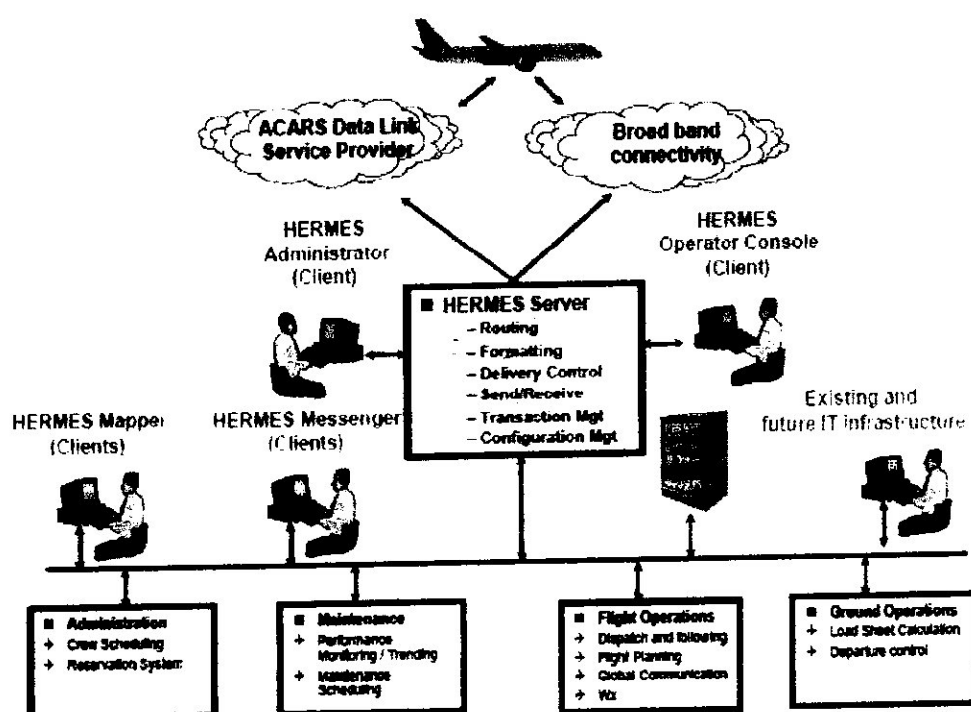 ACARS Data Link
Service Provider
Broad band
connectivity
HERMES
Administrator
(Client)
HERMES
Operator Console
(Client)
■ HERMES Server
– Routing
– Formatting
– Delivery Control
– Send/Receive
– Transaction Mgt
– Configuration Mgt
HERMES Mapper
(Clients)
HERMES Messenger
(Clients)
Existing and
future IT infrastructure
■ Administration
→ Crew Scheduling
→ Reservation System
■ Maintenance
→ Performance
Monitoring / Trending
→ Maintenance
Scheduling
■ Flight Operations
→ Dispatch and following
→ Flight Planning
→ Global Communication
→ Wx
■ Ground Operations
→ Load Sheet Calculation
→ Departure control